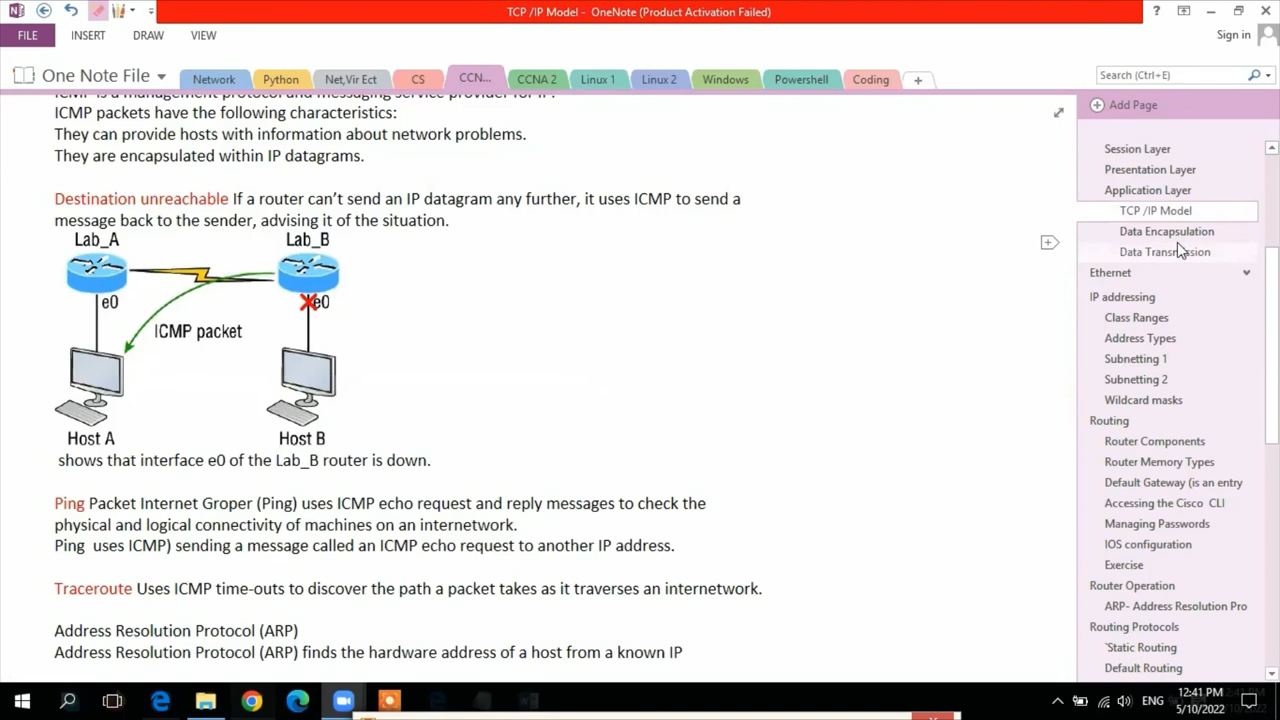 TCP /IP Model - OneNote (Product Activation Failed)
?
FILE INSERT DRAW VIEW
Sign in
One Note File
Network Python Net,Vir Ect CS CCN... CCNA 2 Linux 1 Linux 2 Windows Powershell Coding
Search (Ctrl+E)
ICMP is a management protocol and messaging service provider for IP.
ICMP packets have the following characteristics:
They can provide hosts with information about network problems.
They are encapsulated within IP datagrams.
Destination unreachable If a router can’t send an IP datagram any further, it uses ICMP to send a
message back to the sender, advising it of the situation.
Lab_A Lab_B
e0 e0
ICMP packet
Host A Host B
shows that interface e0 of the Lab_B router is down.
Ping Packet Internet Groper (Ping) uses ICMP echo request and reply messages to check the
physical and logical connectivity of machines on an internetwork.
Ping  uses ICMP) sending a message called an ICMP echo request to another IP address.
Traceroute Uses ICMP time-outs to discover the path a packet takes as it traverses an internetwork.
Address Resolution Protocol (ARP)
Address Resolution Protocol (ARP) finds the hardware address of a host from a known IP
Add Page
Session Layer
Presentation Layer
Application Layer
TCP /IP Model
Data Encapsulation
Data Transmission
Ethernet
IP addressing
Class Ranges
Address Types
Subnetting 1
Subnetting 2
Wildcard masks
Routing
Router Components
Router Memory Types
Default Gateway (is an entry
Accessing the Cisco  CLI
Managing Passwords
IOS configuration
Exercise
Router Operation
ARP- Address Resolution Pro
Routing Protocols
`Static Routing
Default Routing
ENG
12:41 PM
5/10/2022